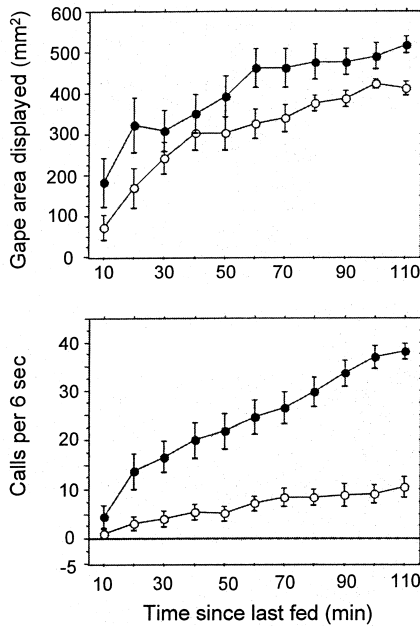 Gape area displayed (mm²)
600
500
400
300
200
100
0
10 30 50 70 90 110
Calls per 6 sec
40
30
20
10
0
-5
10 30 50 70 90 110
Time since last fed (min)